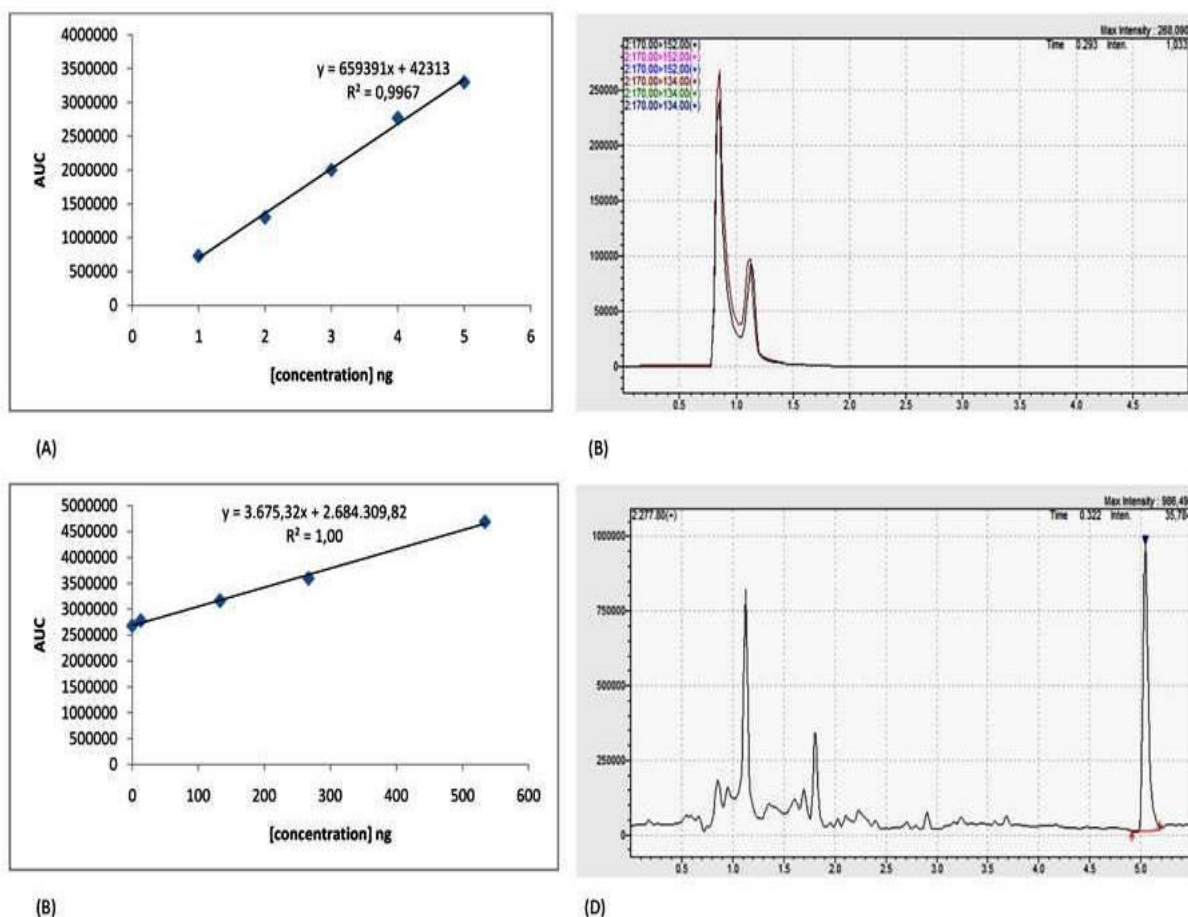 4000000
3500000
3000000
2500000
2000000
1500000
1000000
500000
0
AUC
y = 659391x + 42313
R² = 0,9967
0 1 2 3 4 5 6
[concentration] ng
(A)
Max Intensity : 268,090
Time 0.293 Inten. 1,033
2:170.00>152.00(+)
2:170.00>152.00(+)
2:170.00>152.00(+)
2:170.00>134.00(+)
2:170.00>134.00(+)
2:170.00>134.00(+)
250000
200000
150000
100000
50000
0
0.5 1.0 1.5 2.0 2.5 3.0 3.5 4.0 4.5
(B)
5000000
4500000
4000000
3500000
3000000
2500000
2000000
1500000
1000000
500000
0
AUC
y = 3.675,32x + 2.684.309,82
R² = 1,00
0 100 200 300 400 500 600
[concentration] ng
(B)
Max Intensity : 986,49
Time 0.322 Inten. 35,784
2:277.80(+)
1000000
750000
500000
250000
0
0.5 1.0 1.5 2.0 2.5 3.0 3.5 4.0 4.5 5.0
(D)